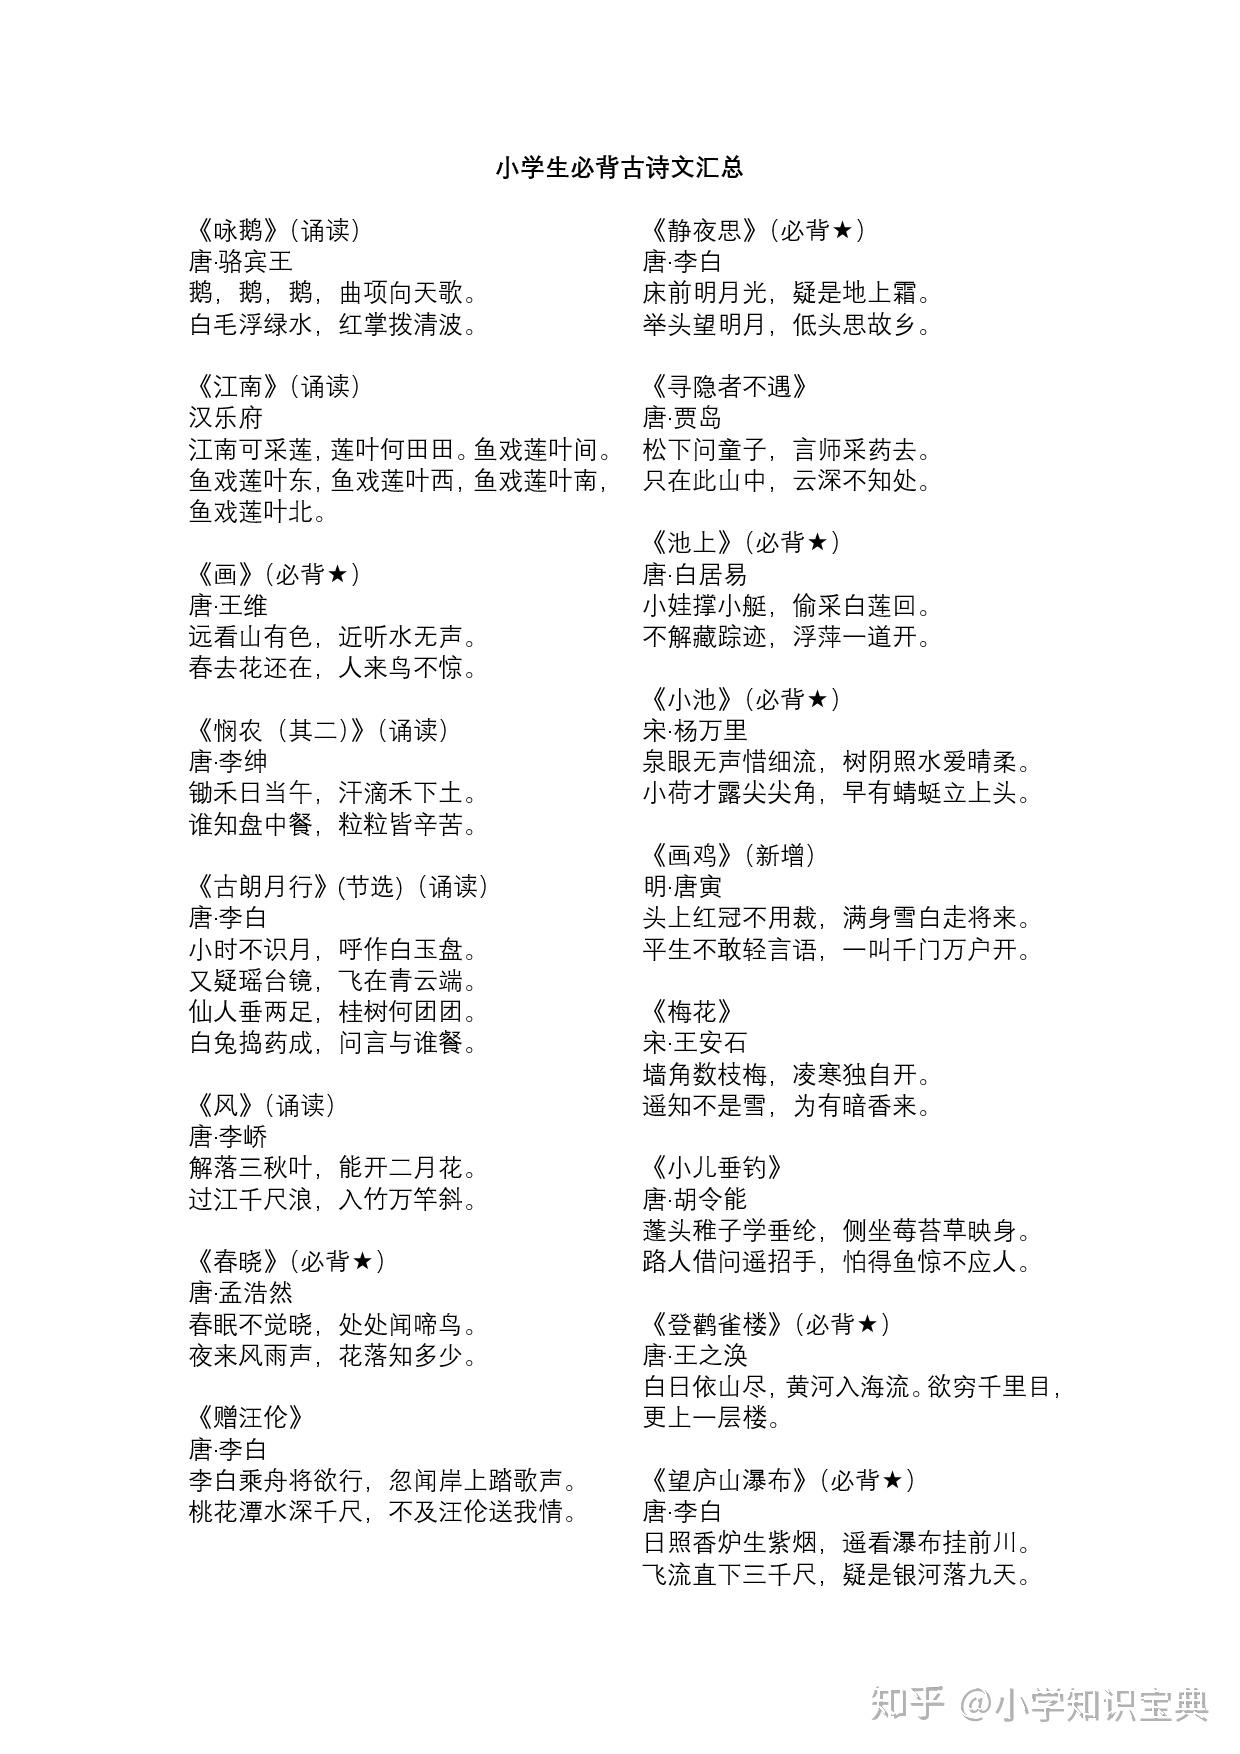 小学生必背古诗文汇总
《咏鹅》（诵读）
唐·骆宾王
鹅，鹅，鹅，曲项向天歌。
白毛浮绿水，红掌拨清波。
《江南》（诵读）
汉乐府
江南可采莲，莲叶何田田。鱼戏莲叶间。
鱼戏莲叶东，鱼戏莲叶西，鱼戏莲叶南，
鱼戏莲叶北。
《画》（必背★）
唐·王维
远看山有色，近听水无声。
春去花还在，人来鸟不惊。
《悯农（其二）》（诵读）
唐·李绅
锄禾日当午，汗滴禾下土。
谁知盘中餐，粒粒皆辛苦。
《古朗月行》(节选)（诵读）
唐·李白
小时不识月，呼作白玉盘。
又疑瑶台镜，飞在青云端。
仙人垂两足，桂树何团团。
白兔捣药成，问言与谁餐。
《风》（诵读）
唐·李峤
解落三秋叶，能开二月花。
过江千尺浪，入竹万竿斜。
《春晓》（必背★）
唐·孟浩然
春眠不觉晓，处处闻啼鸟。
夜来风雨声，花落知多少。
《赠汪伦》
唐·李白
李白乘舟将欲行，忽闻岸上踏歌声。
桃花潭水深千尺，不及汪伦送我情。
《静夜思》（必背★）
唐·李白
床前明月光，疑是地上霜。
举头望明月，低头思故乡。
《寻隐者不遇》
唐·贾岛
松下问童子，言师采药去。
只在此山中，云深不知处。
《池上》（必背★）
唐·白居易
小娃撑小艇，偷采白莲回。
不解藏踪迹，浮萍一道开。
《小池》（必背★）
宋·杨万里
泉眼无声惜细流，树阴照水爱晴柔。
小荷才露尖尖角，早有蜻蜓立上头。
《画鸡》（新增）
明·唐寅
头上红冠不用裁，满身雪白走将来。
平生不敢轻言语，一叫千门万户开。
《梅花》
宋·王安石
墙角数枝梅，凌寒独自开。
遥知不是雪，为有暗香来。
《小儿垂钓》
唐·胡令能
蓬头稚子学垂纶，侧坐莓苔草映身。
路人借问遥招手，怕得鱼惊不应人。
《登鹳雀楼》（必背★）
唐·王之涣
白日依山尽，黄河入海流。欲穷千里目，
更上一层楼。
《望庐山瀑布》（必背★）
唐·李白
日照香炉生紫烟，遥看瀑布挂前川。
飞流直下三千尺，疑是银河落九天。
知乎 @小学知识宝典